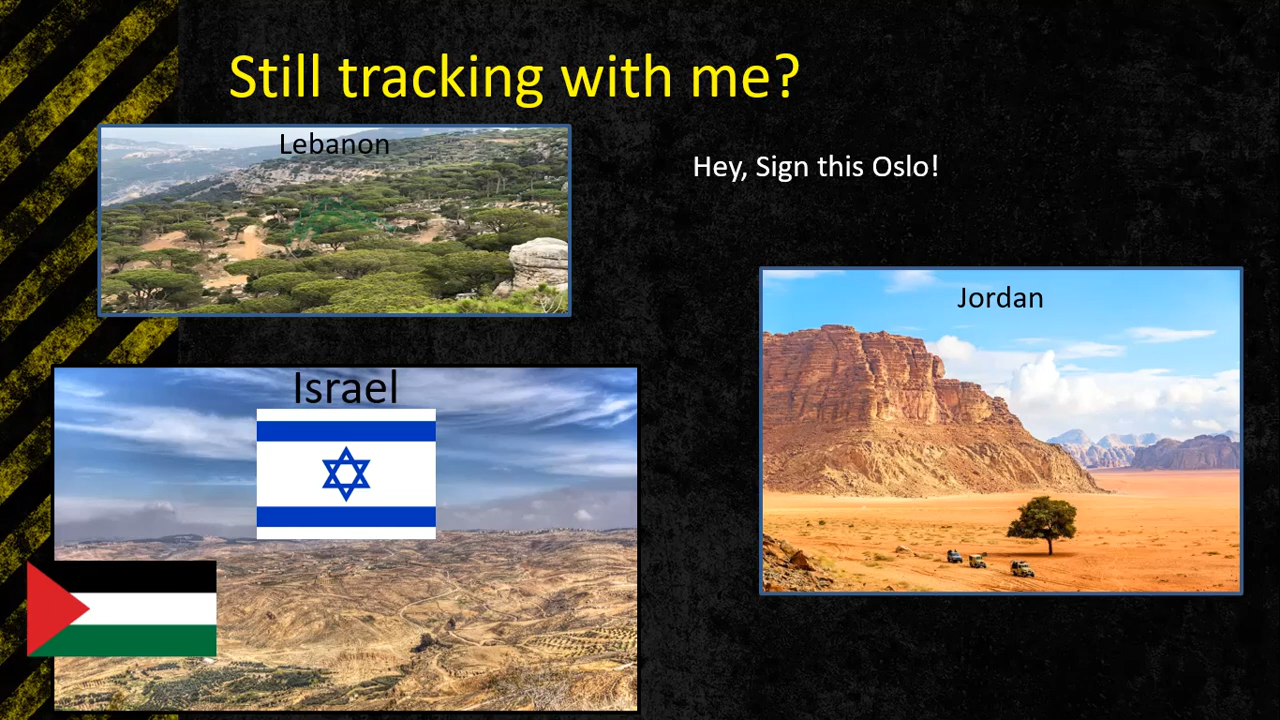 Still tracking with me?
Lebanon
Hey, Sign this Oslo!
Jordan
Israel